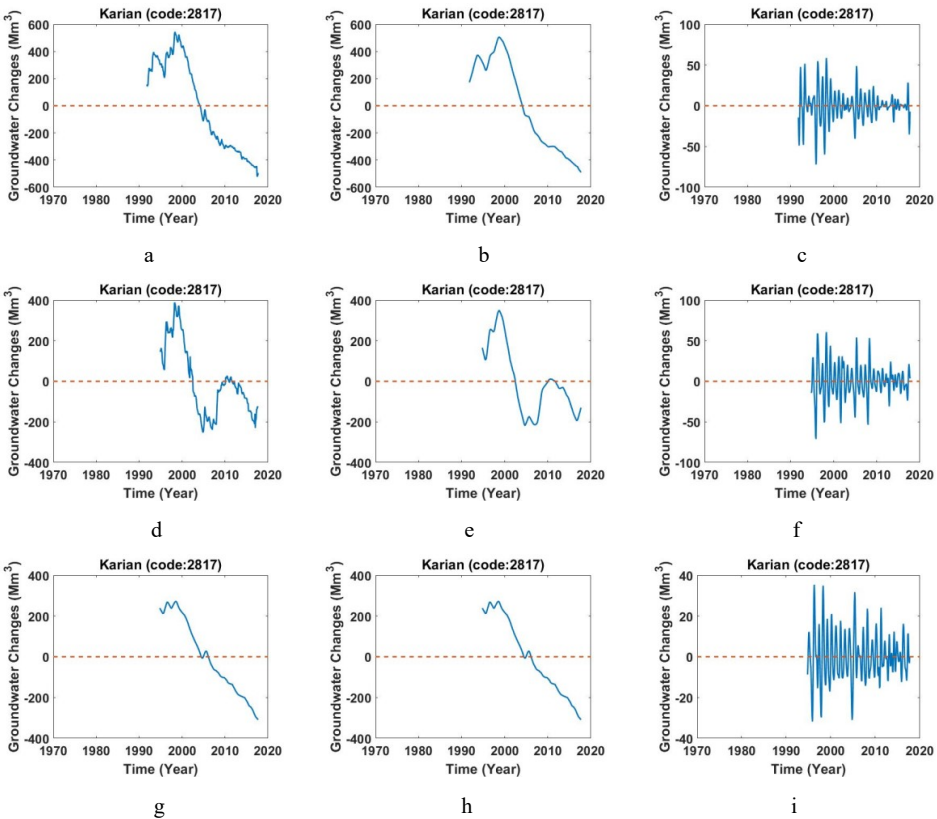 Karian (code:2817)
Groundwater Changes (Mm³)
600
400
200
0
-200
-400
-600
1970 1980 1990 2000 2010 2020
Time (Year)
a
Karian (code:2817)
Groundwater Changes (Mm³)
600
400
200
0
-200
-400
-600
1970 1980 1990 2000 2010 2020
Time (Year)
b
Karian (code:2817)
Groundwater Changes (Mm³)
100
50
0
-50
-100
1970 1980 1990 2000 2010 2020
Time (Year)
c
Karian (code:2817)
Groundwater Changes (Mm³)
400
200
0
-200
-400
1970 1980 1990 2000 2010 2020
Time (Year)
d
Karian (code:2817)
Groundwater Changes (Mm³)
400
200
0
-200
-400
1970 1980 1990 2000 2010 2020
Time (Year)
e
Karian (code:2817)
Groundwater Changes (Mm³)
100
50
0
-50
-100
1970 1980 1990 2000 2010 2020
Time (Year)
f
Karian (code:2817)
Groundwater Changes (Mm³)
400
200
0
-200
-400
1970 1980 1990 2000 2010 2020
Time (Year)
g
Karian (code:2817)
Groundwater Changes (Mm³)
400
200
0
-200
-400
1970 1980 1990 2000 2010 2020
Time (Year)
h
Karian (code:2817)
Groundwater Changes (Mm³)
40
20
0
-20
-40
1970 1980 1990 2000 2010 2020
Time (Year)
i